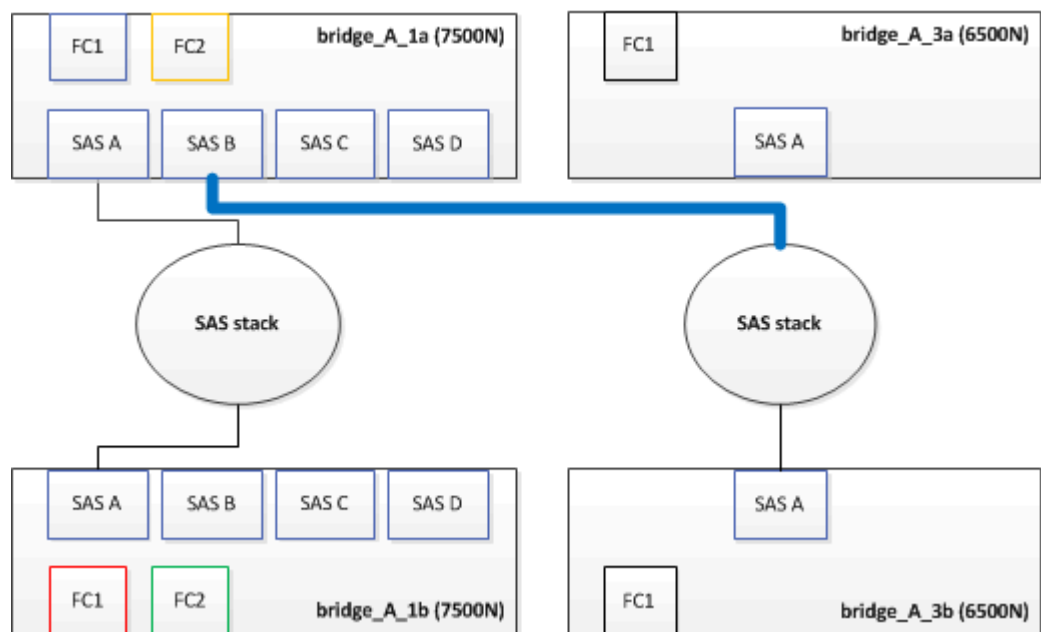 FC1
FC2
bridge_A_1a (7500N)
SAS A
SAS B
SAS C
SAS D
FC1
bridge_A_3a (6500N)
SAS A
SAS stack
SAS stack
SAS A
SAS B
SAS C
SAS D
FC1
FC2
bridge_A_1b (7500N)
SAS A
FC1
bridge_A_3b (6500N)